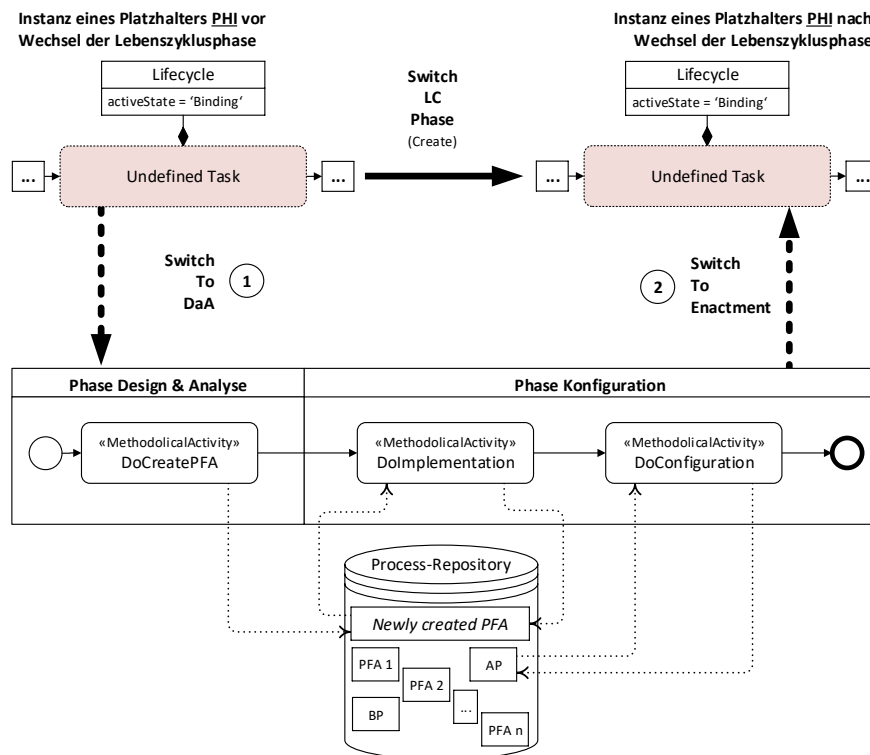 Instanz eines Platzhalters PHI vor
Wechsel der Lebenszyklusphase
Instanz eines Platzhalters PHI nach
Wechsel der Lebenszyklusphase
Lifecycle
activeState = ‘Binding‘
Switch
LC
Phase
(Create)
Lifecycle
activeState = ‘Binding‘
...
Undefined Task
...
...
Undefined Task
...
Switch
To
DaA
1
2
Switch
To
Enactment
Phase Design & Analyse
Phase Konfiguration
«MethodolicalActivity»
DoCreatePFA
«MethodolicalActivity»
DoImplementation
«MethodolicalActivity»
DoConfiguration
Process-Repository
Newly created PFA
PFA 1
PFA 2
AP
BP
...
PFA n